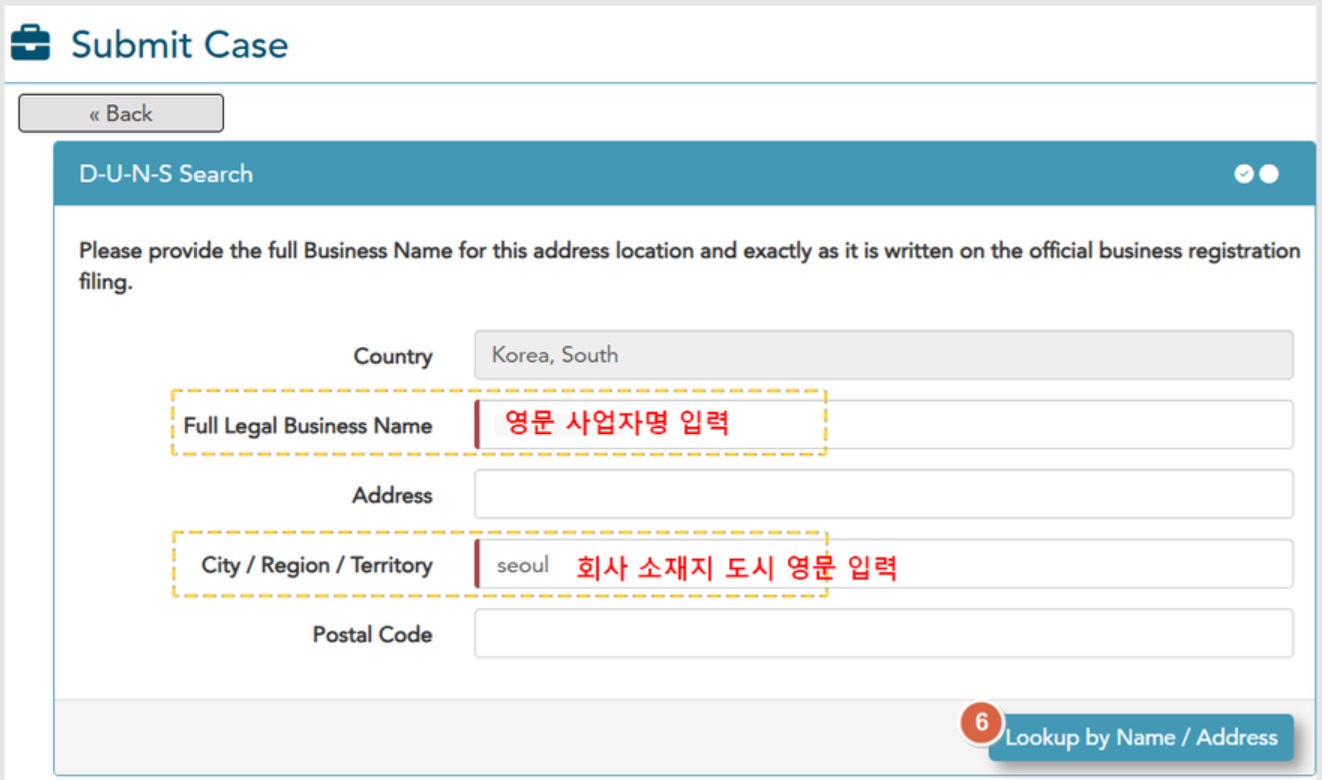 Submit Case
« Back
D-U-N-S Search
Please provide the full Business Name for this address location and exactly as it is written on the official business registration
filing.
Country
Korea, South
Full Legal Business Name
영문 사업자명 입력
Address
City / Region / Territory
seoul 회사 소재지 도시 영문 입력
Postal Code
6
Lookup by Name / Address